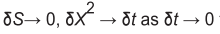 δS→ 0, δX² → δt as δt → 0